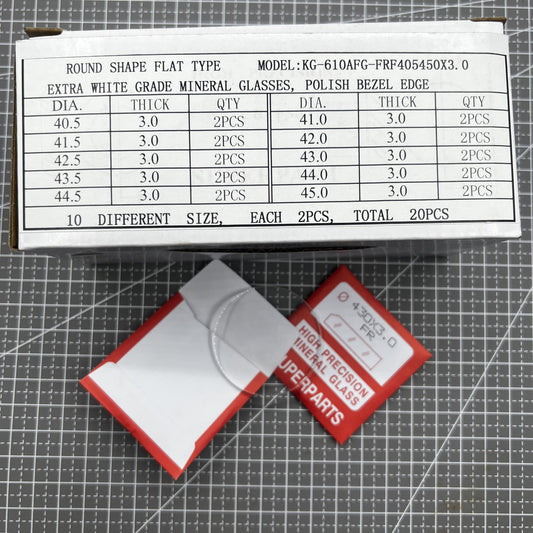 ROUND SHAPE FLAT TYPE MODEL:KG-610AFG-FRF405450X3.0
EXTRA WHITE GRADE MINERAL GLASSES, POLISH BEZEL EDGE
DIA. THICK QTY DIA. THICK QTY
40.5 3.0 2PCS 41.0 3.0 2PCS
41.5 3.0 2PCS 42.0 3.0 2PCS
42.5 3.0 2PCS 43.0 3.0 2PCS
43.5 3.0 2PCS 44.0 3.0 2PCS
44.5 3.0 2PCS 45.0 3.0 2PCS
10 DIFFERENT SIZE, EACH 2PCS, TOTAL 20PCS
Ø 430X3.0
FR
HIGH PRECISION
MINERAL GLASS
UPERPARTS